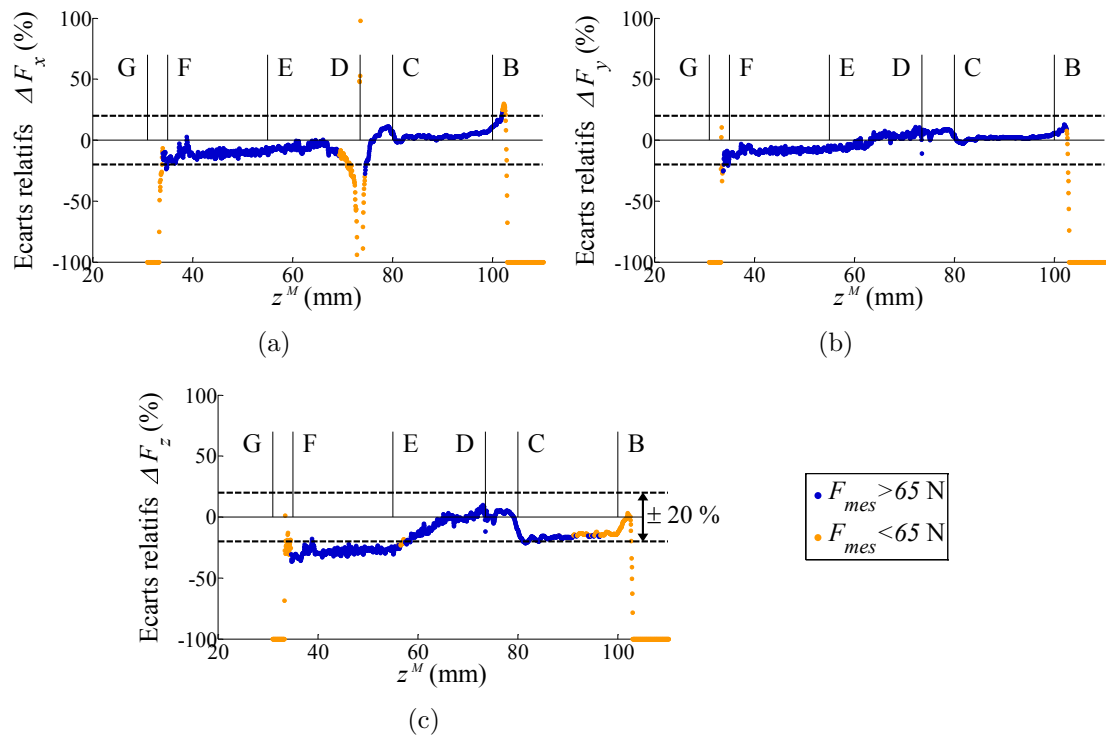 Ecarts relatifs ΔF_x (%)
100
50
0
-50
-100
G F E D C B
20 40 60 80 100
z^M (mm)
(a)
Ecarts relatifs ΔF_y (%)
100
50
0
-50
-100
G F E D C B
20 40 60 80 100
z^M (mm)
(b)
Ecarts relatifs ΔF_z (%)
100
50
0
-50
-100
G F E D C B
± 20 %
20 40 60 80 100
z^M (mm)
(c)
F_mes >65 N
F_mes <65 N